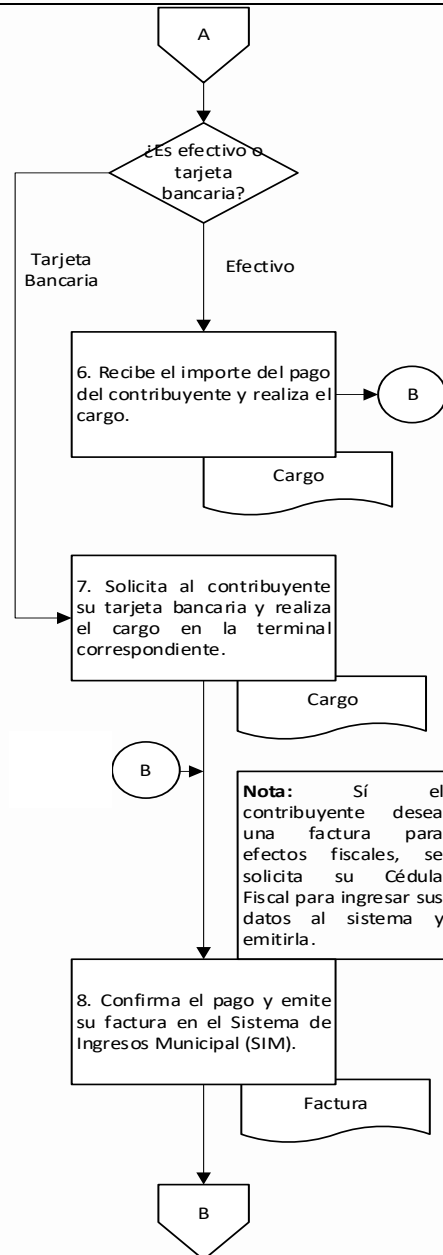 A
¿Es efectivo o
tarjeta
bancaria?
Tarjeta
Bancaria
Efectivo
6. Recibe el importe del pago
del contribuyente y realiza el
cargo.
B
Cargo
7. Solicita al contribuyente
su tarjeta bancaria y realiza
el cargo en la terminal
correspondiente.
Cargo
B
Nota: Sí el
contribuyente desea
una factura para
efectos fiscales, se
solicita su Cédula
Fiscal para ingresar sus
datos al sistema y
emitirla.
8. Confirma el pago y emite
su factura en el Sistema de
Ingresos Municipal (SIM).
Factura
B